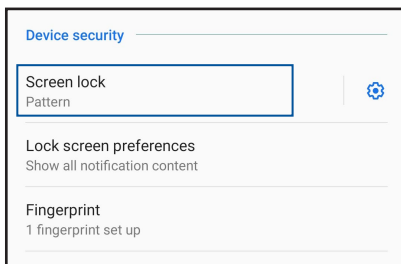 Device security
Screen lock
Pattern
Lock screen preferences
Show all notification content
Fingerprint
1 fingerprint set up